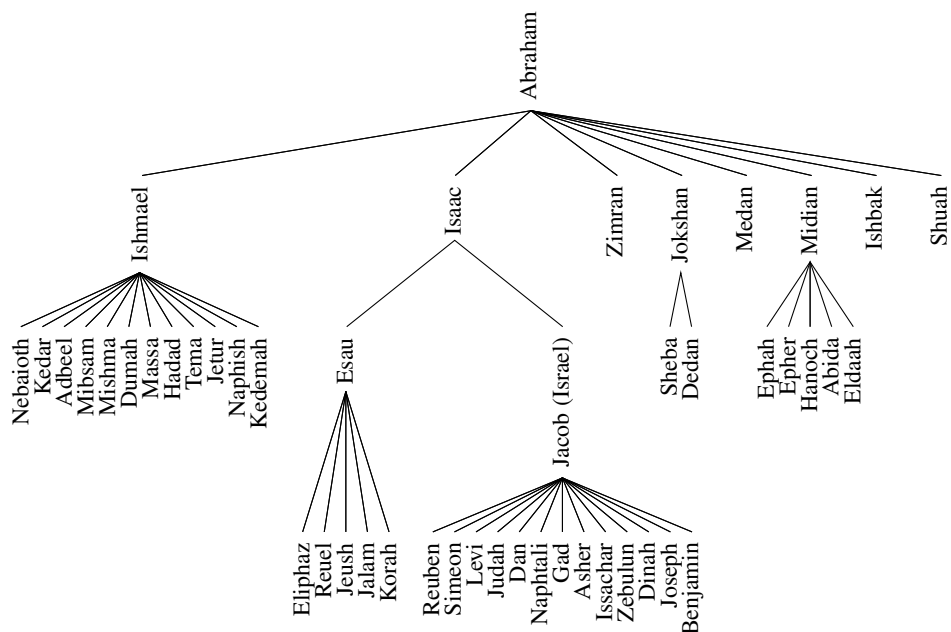 Abraham
Ishmael
Isaac
Zimran
Jokshan
Medan
Midian
Ishbak
Shuah
Nebaioth
Kedar
Adbeel
Mibsam
Mishma
Dumah
Massa
Hadad
Tema
Jetur
Naphish
Kedemah
Esau
Jacob (Israel)
Sheba
Dedan
Ephah
Epher
Hanoch
Abida
Eldaah
Eliphaz
Reuel
Jeush
Jalam
Korah
Reuben
Simeon
Levi
Judah
Dan
Naphtali
Gad
Asher
Issachar
Zebulun
Dinah
Joseph
Benjamin